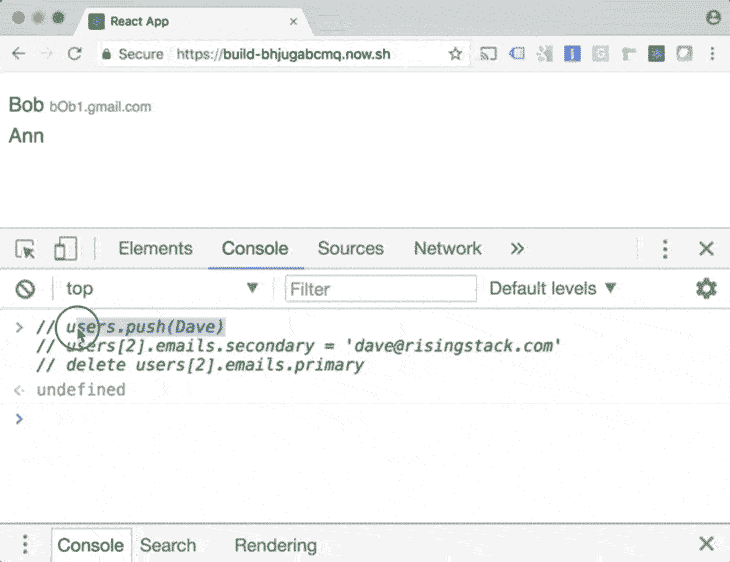 React App
Secure https://build-bhjugabcmq.now.sh
Bob bOb1.gmail.com
Ann
Elements Console Sources Network »
top ▼ Filter Default levels ▼
> // users.push(Dave)
// users[2].emails.secondary = 'dave@risingstack.com'
// delete users[2].emails.primary
undefined
>
Console Search Rendering